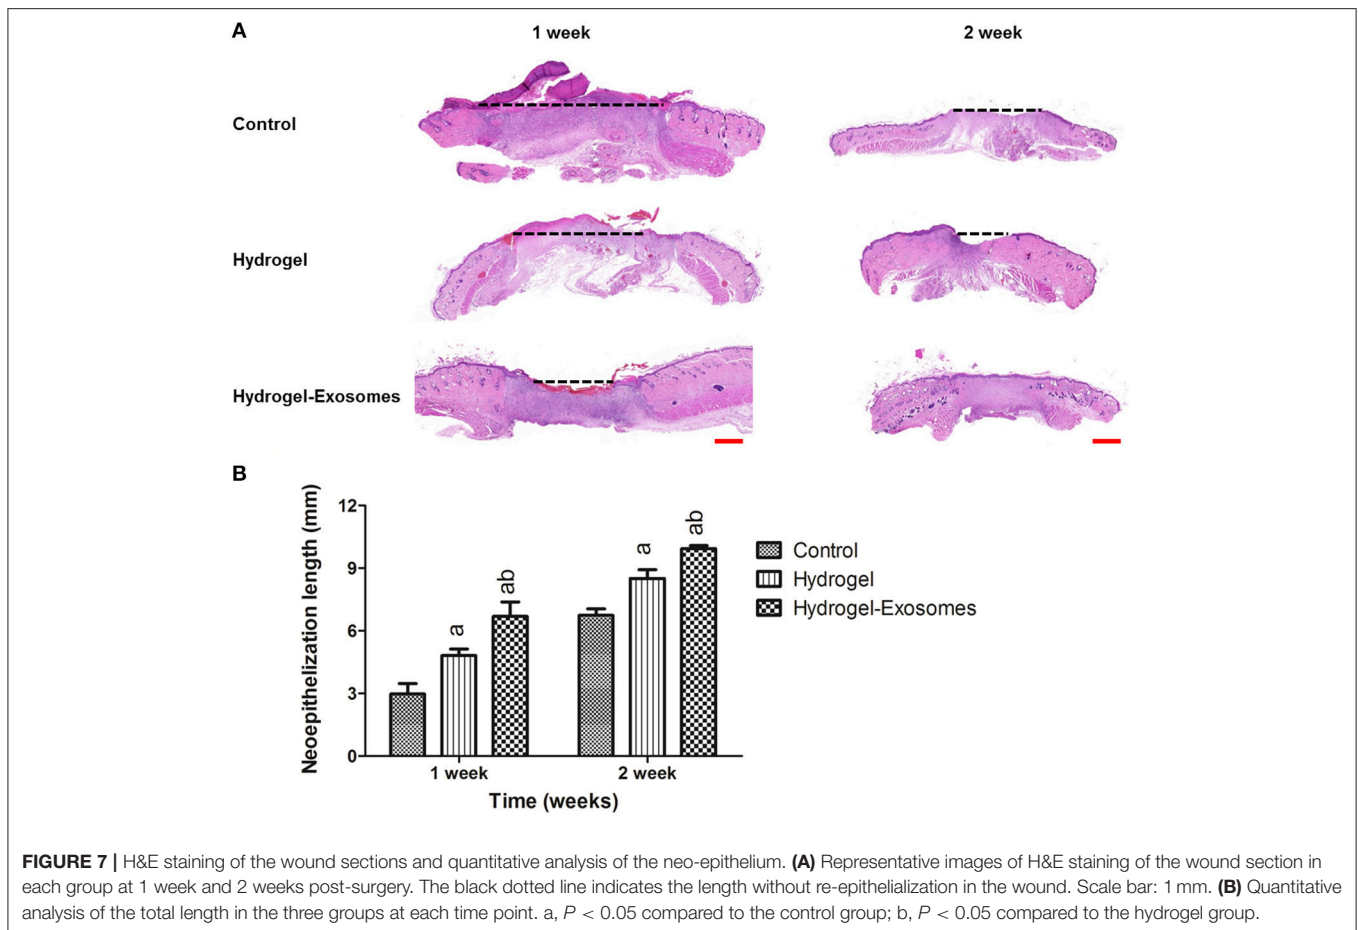 A
1 week
2 week
Control
Hydrogel
Hydrogel-Exosomes
B
Neoepithelization length (mm)
12
9
6
3
0
a
ab
a
ab
1 week
2 week
Time (weeks)
Control
Hydrogel
Hydrogel-Exosomes
FIGURE 7 | H&E staining of the wound sections and quantitative analysis of the neo-epithelium. (A) Representative images of H&E staining of the wound section in
each group at 1 week and 2 weeks post-surgery. The black dotted line indicates the length without re-epithelialization in the wound. Scale bar: 1 mm. (B) Quantitative
analysis of the total length in the three groups at each time point. a, P < 0.05 compared to the control group; b, P < 0.05 compared to the hydrogel group.